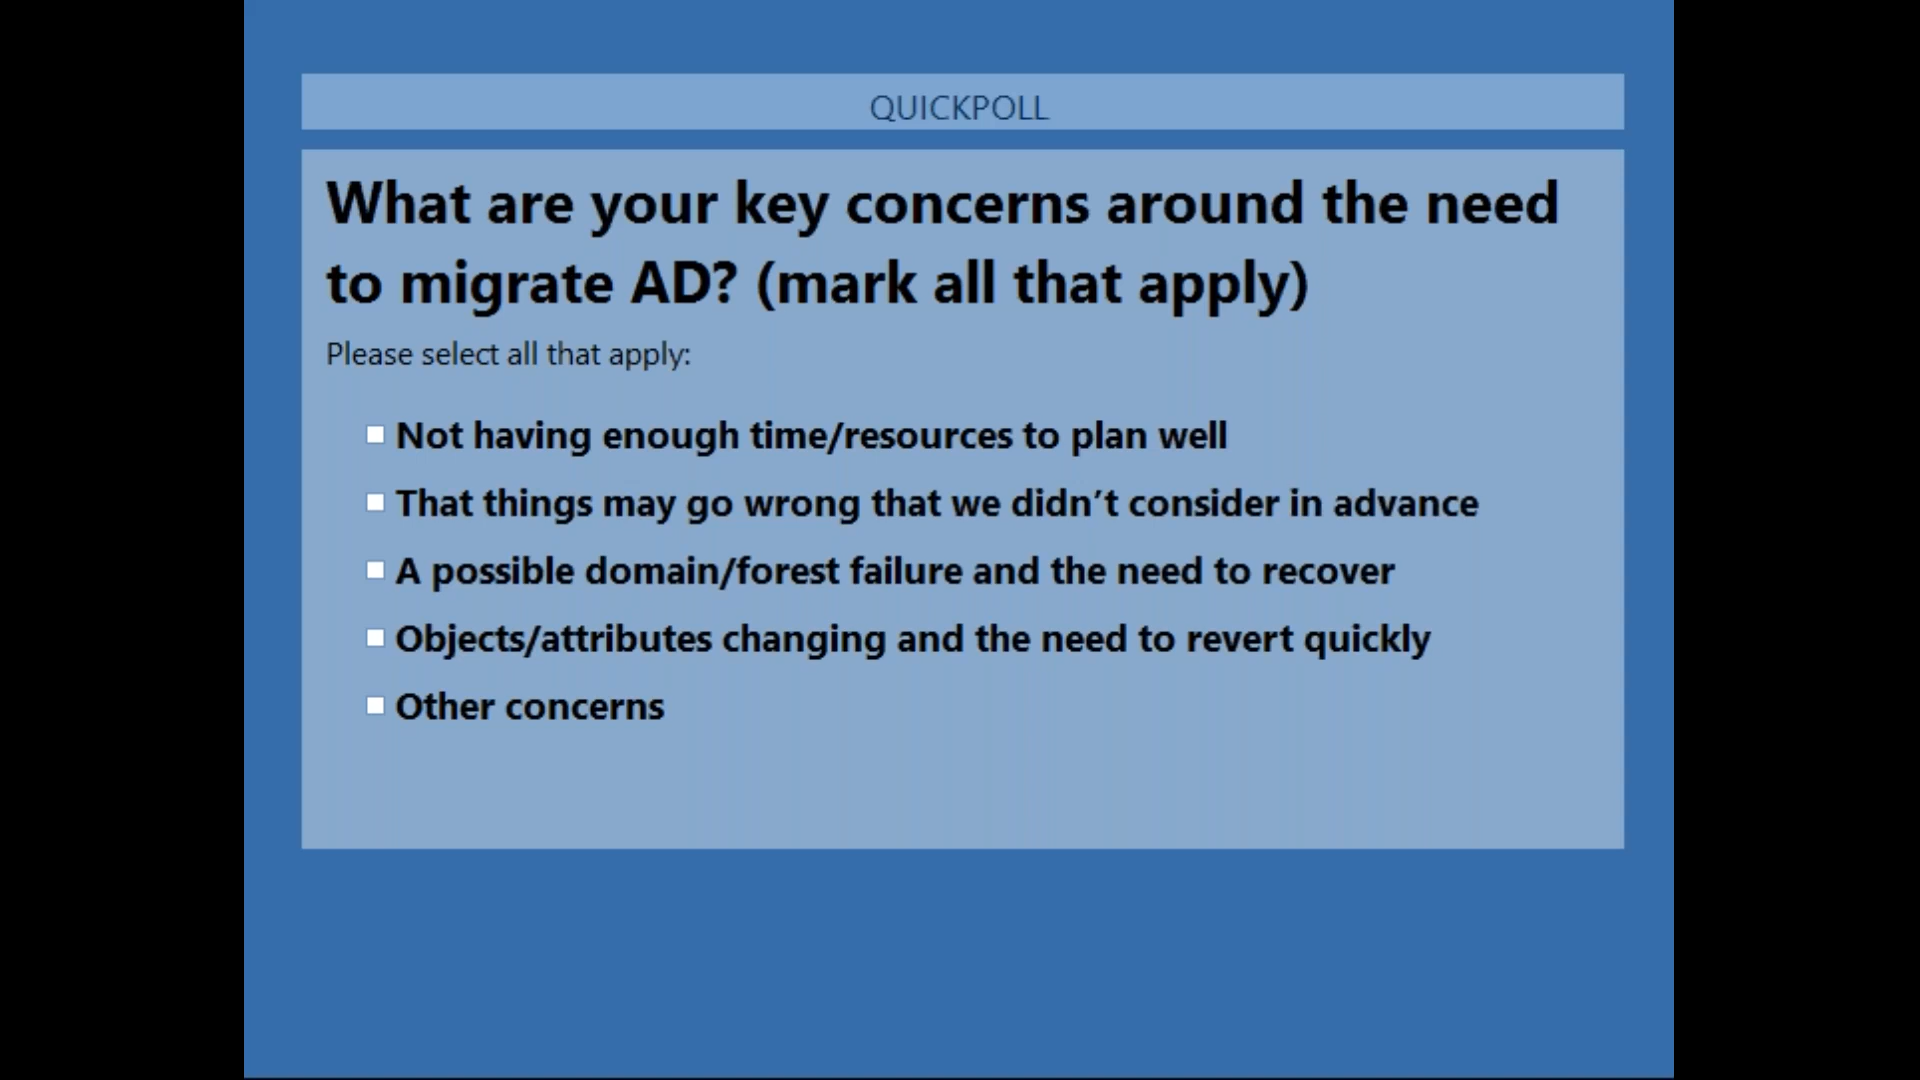 QUICKPOLL
What are your key concerns around the need
to migrate AD? (mark all that apply)
Please select all that apply:
Not having enough time/resources to plan well
That things may go wrong that we didn’t consider in advance
A possible domain/forest failure and the need to recover
Objects/attributes changing and the need to revert quickly
Other concerns